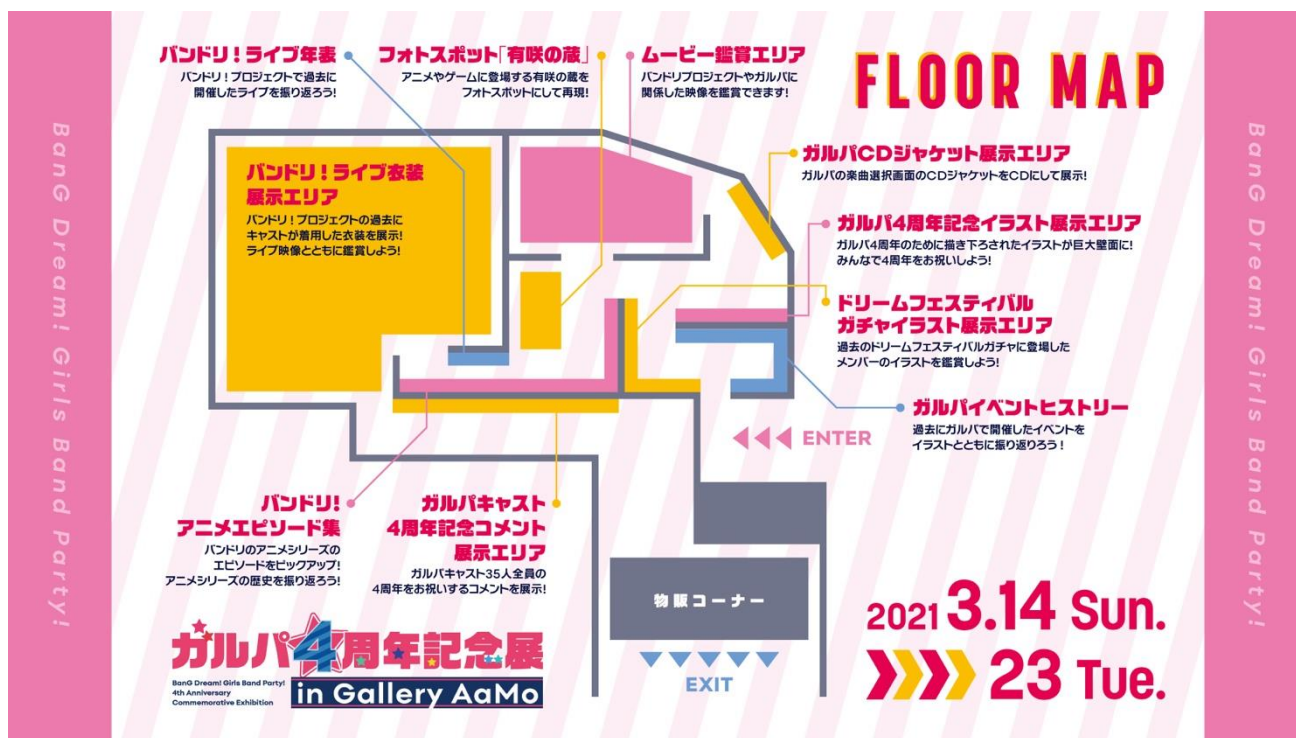 BanG Dream! Girls Band Party!
FLOOR MAP
バンドリ！ライブ年表
バンドリ！プロジェクトで過去に
開催したライブを振り返ろう!
フォトスポット「有咲の蔵」
アニメやゲームに登場する有咲の蔵を
フォトスポットにして再現!
ムービー鑑賞エリア
バンドリプロジェクトやガルパに
関係した映像を鑑賞できます!
ガルパCDジャケット展示エリア
ガルパの楽曲選択画面のCDジャケットをCDにして展示!
バンドリ！ライブ衣装
展示エリア
バンドリ！プロジェクトの過去に
キャストが着用した衣装を展示!
ライブ映像とともに鑑賞しよう!
ガルパ4周年記念イラスト展示エリア
ガルパ4周年のために描き下ろされたイラストが巨大壁面に!
みんなで4周年をお祝いしよう!
ドリームフェスティバル
ガチャイラスト展示エリア
過去のドリームフェスティバルガチャに登場した
メンバーのイラストを鑑賞しよう!
ガルパイベントヒストリー
過去にガルパで開催したイベントを
イラストとともに振り返りろう！
ENTER
バンドリ!
アニメエピソード集
バンドリのアニメシリーズの
エピソードをピックアップ!
アニメシリーズの歴史を振り返ろう!
ガルパキャスト
4周年記念コメント
展示エリア
ガルパキャスト35人全員の
4周年をお祝いするコメントを展示!
物販コーナー
EXIT
ガルパ4周年記念展
BanG Dream! Girls Band Party!
4th Anniversary
Commemorative Exhibition
in Gallery AaMo
2021 3.14 Sun.
23 Tue.
BanG Dream! Girls Band Party!